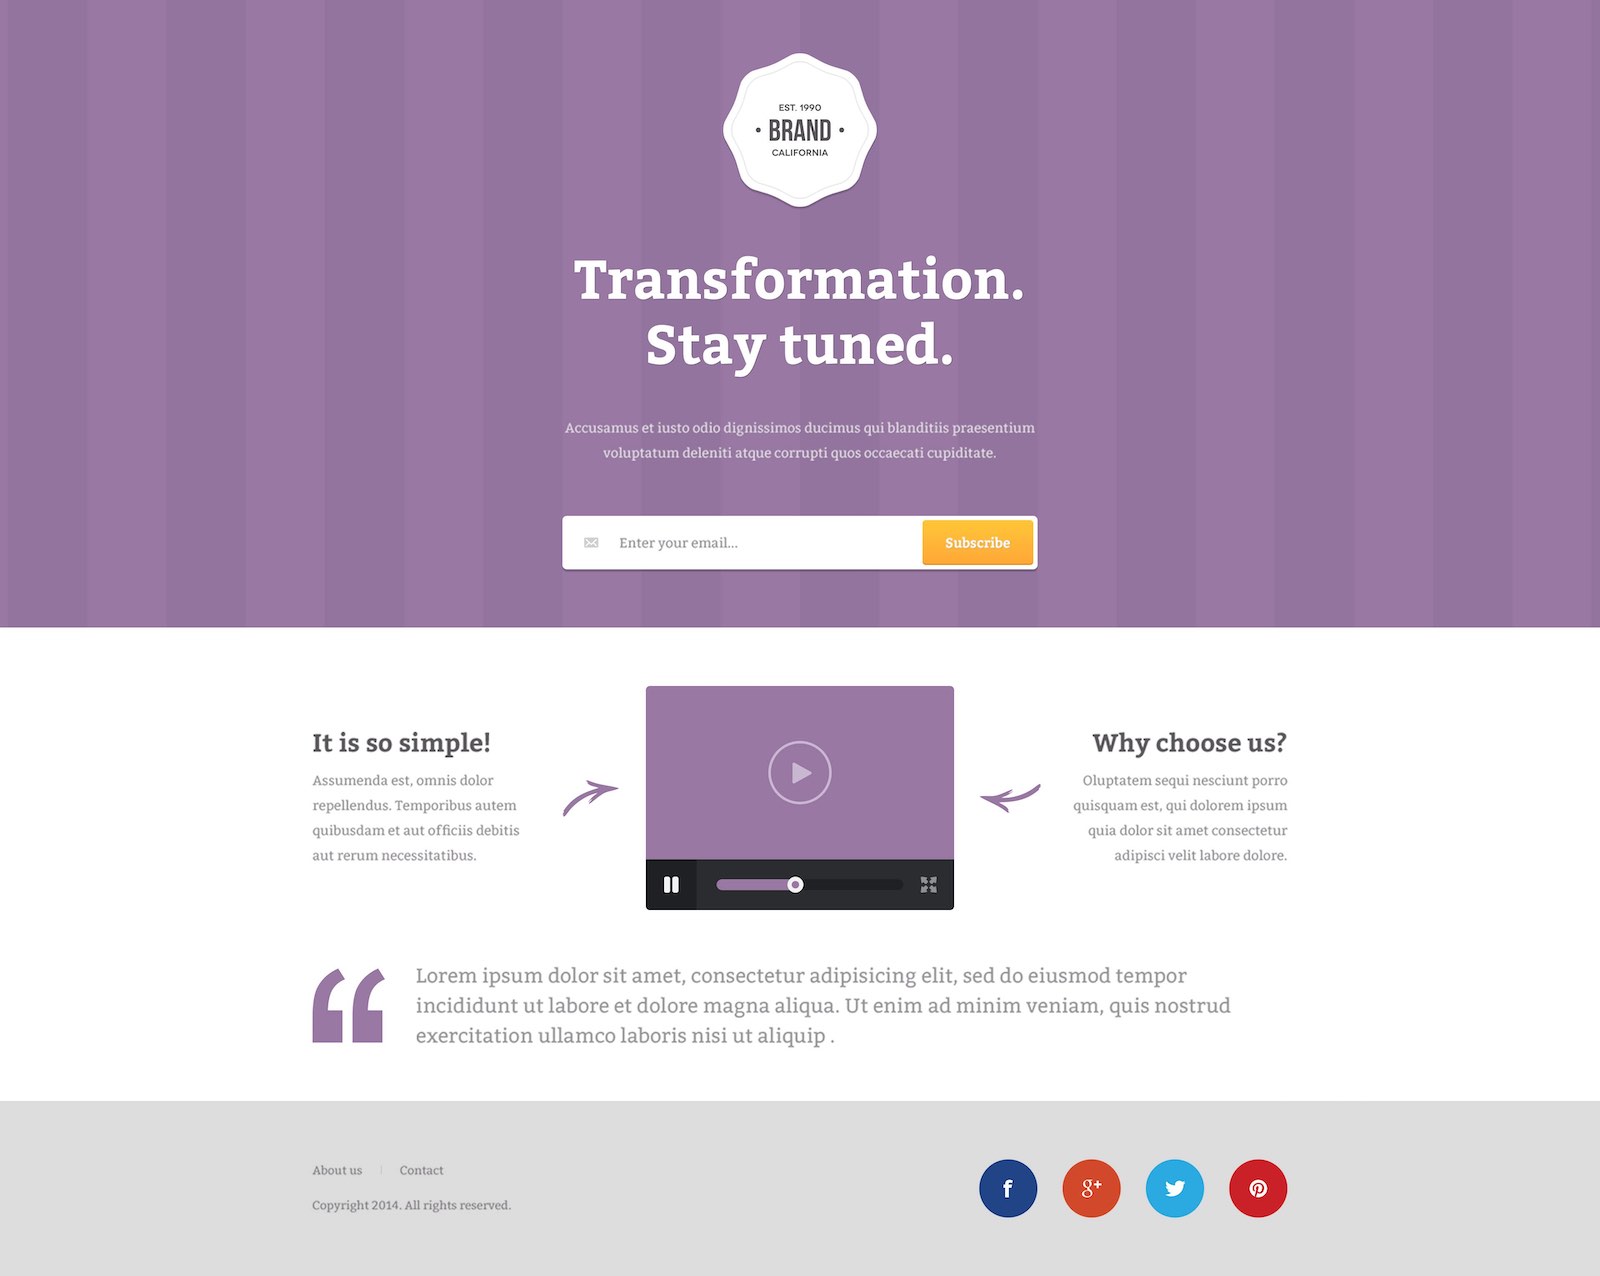 EST. 1990
• BRAND •
CALIFORNIA
Transformation.
Stay tuned.
Accusamus et iusto odio dignissimos ducimus qui blanditiis praesentium
voluptatum deleniti atque corrupti quos occaecati cupiditate.
Enter your email...
Subscribe
It is so simple!
Assumenda est, omnis dolor
repellendus. Temporibus autem
quibusdam et aut officiis debitis
aut rerum necessitatibus.
Why choose us?
Oluptatem sequi nesciunt porro
quisquam est, qui dolorem ipsum
quia dolor sit amet consectetur
adipisci velit labore dolore.
Lorem ipsum dolor sit amet, consectetur adipisicing elit, sed do eiusmod tempor
incididunt ut labore et dolore magna aliqua. Ut enim ad minim veniam, quis nostrud
exercitation ullamco laboris nisi ut aliquip .
About us | Contact
Copyright 2014. All rights reserved.
f
g+